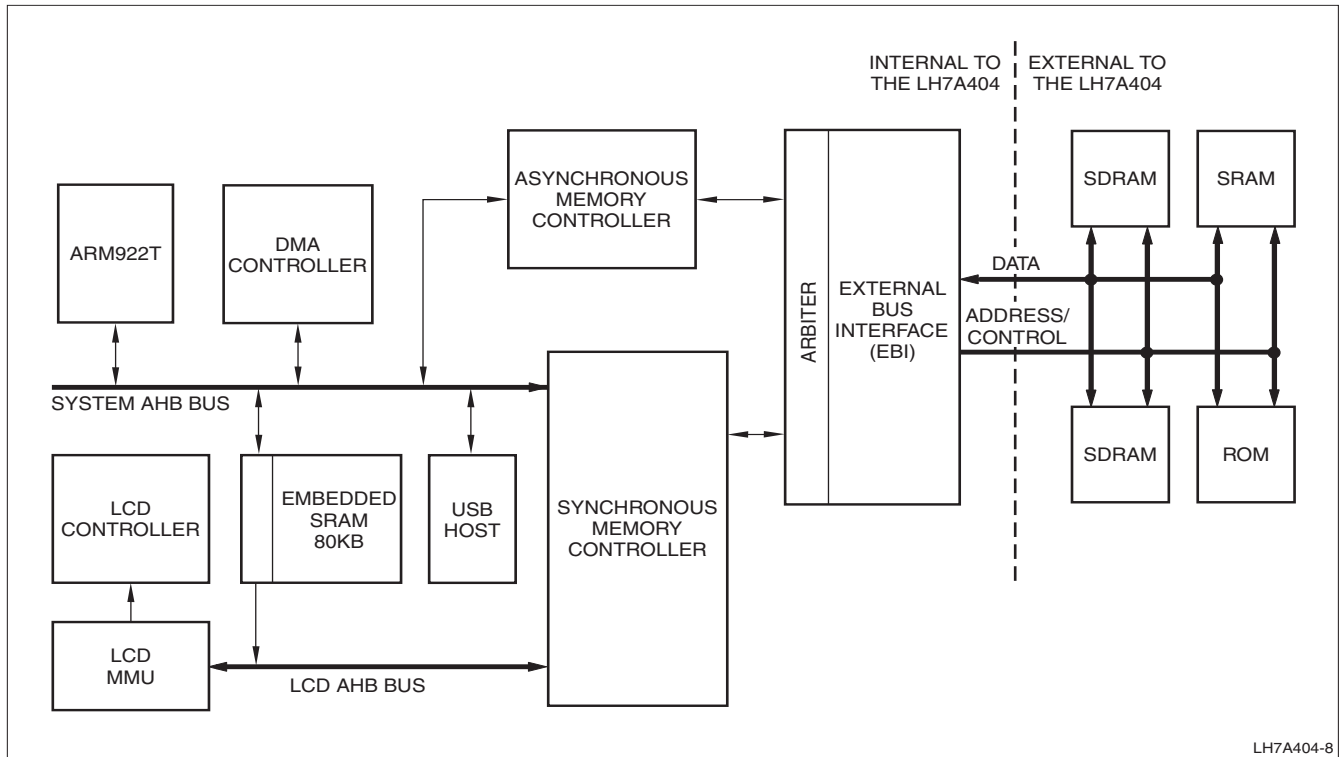 INTERNAL TO
THE LH7A404
EXTERNAL TO
THE LH7A404
ARM922T
DMA
CONTROLLER
ASYNCHRONOUS
MEMORY
CONTROLLER
ARBITER
EXTERNAL
BUS
INTERFACE
(EBI)
SDRAM
SRAM
DATA
ADDRESS/
CONTROL
SDRAM
ROM
SYSTEM AHB BUS
LCD
CONTROLLER
EMBEDDED
SRAM
80KB
USB
HOST
SYNCHRONOUS
MEMORY
CONTROLLER
LCD
MMU
LCD AHB BUS
LH7A404-8